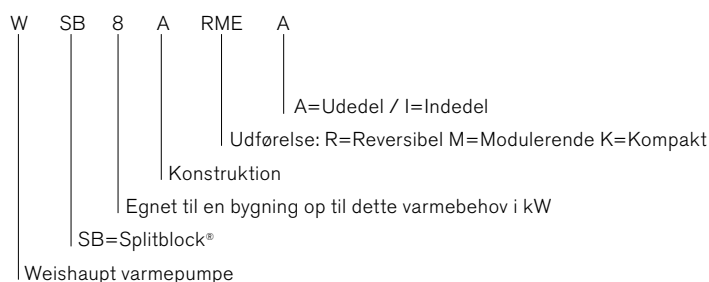 W SB 8 A RME A
A=Udedel / I=Indedel
Udførelse: R=Reversibel M=Modulerende K=Kompakt
Konstruktion
Egnet til en bygning op til dette varmebehov i kW
SB=Splitblock®
Weishaupt varmepumpe